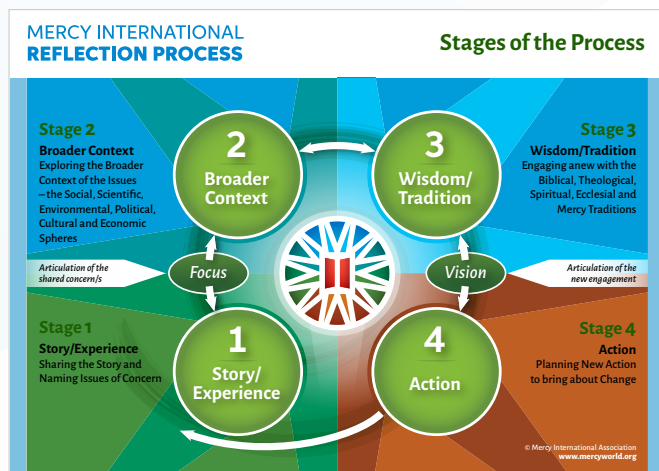 MERCY INTERNATIONAL
REFLECTION PROCESS
Stages of the Process
Stage 2
Broader Context
Exploring the Broader
Context of the Issues
– the Social, Scientific,
Environmental, Political,
Cultural and Economic
Spheres
2
Broader
Context
3
Wisdom/
Tradition
Stage 3
Wisdom/Tradition
Engaging anew with the
Biblical, Theological,
Spiritual, Ecclesial and
Mercy Traditions
Articulation of the
shared concern/s
Focus
Vision
Articulation of the
new engagement
Stage 1
Story/Experience
Sharing the Story and
Naming Issues of Concern
1
Story/
Experience
4
Action
Stage 4
Action
Planning New Action
to bring about Change
© Mercy International Association
www.mercyworld.org